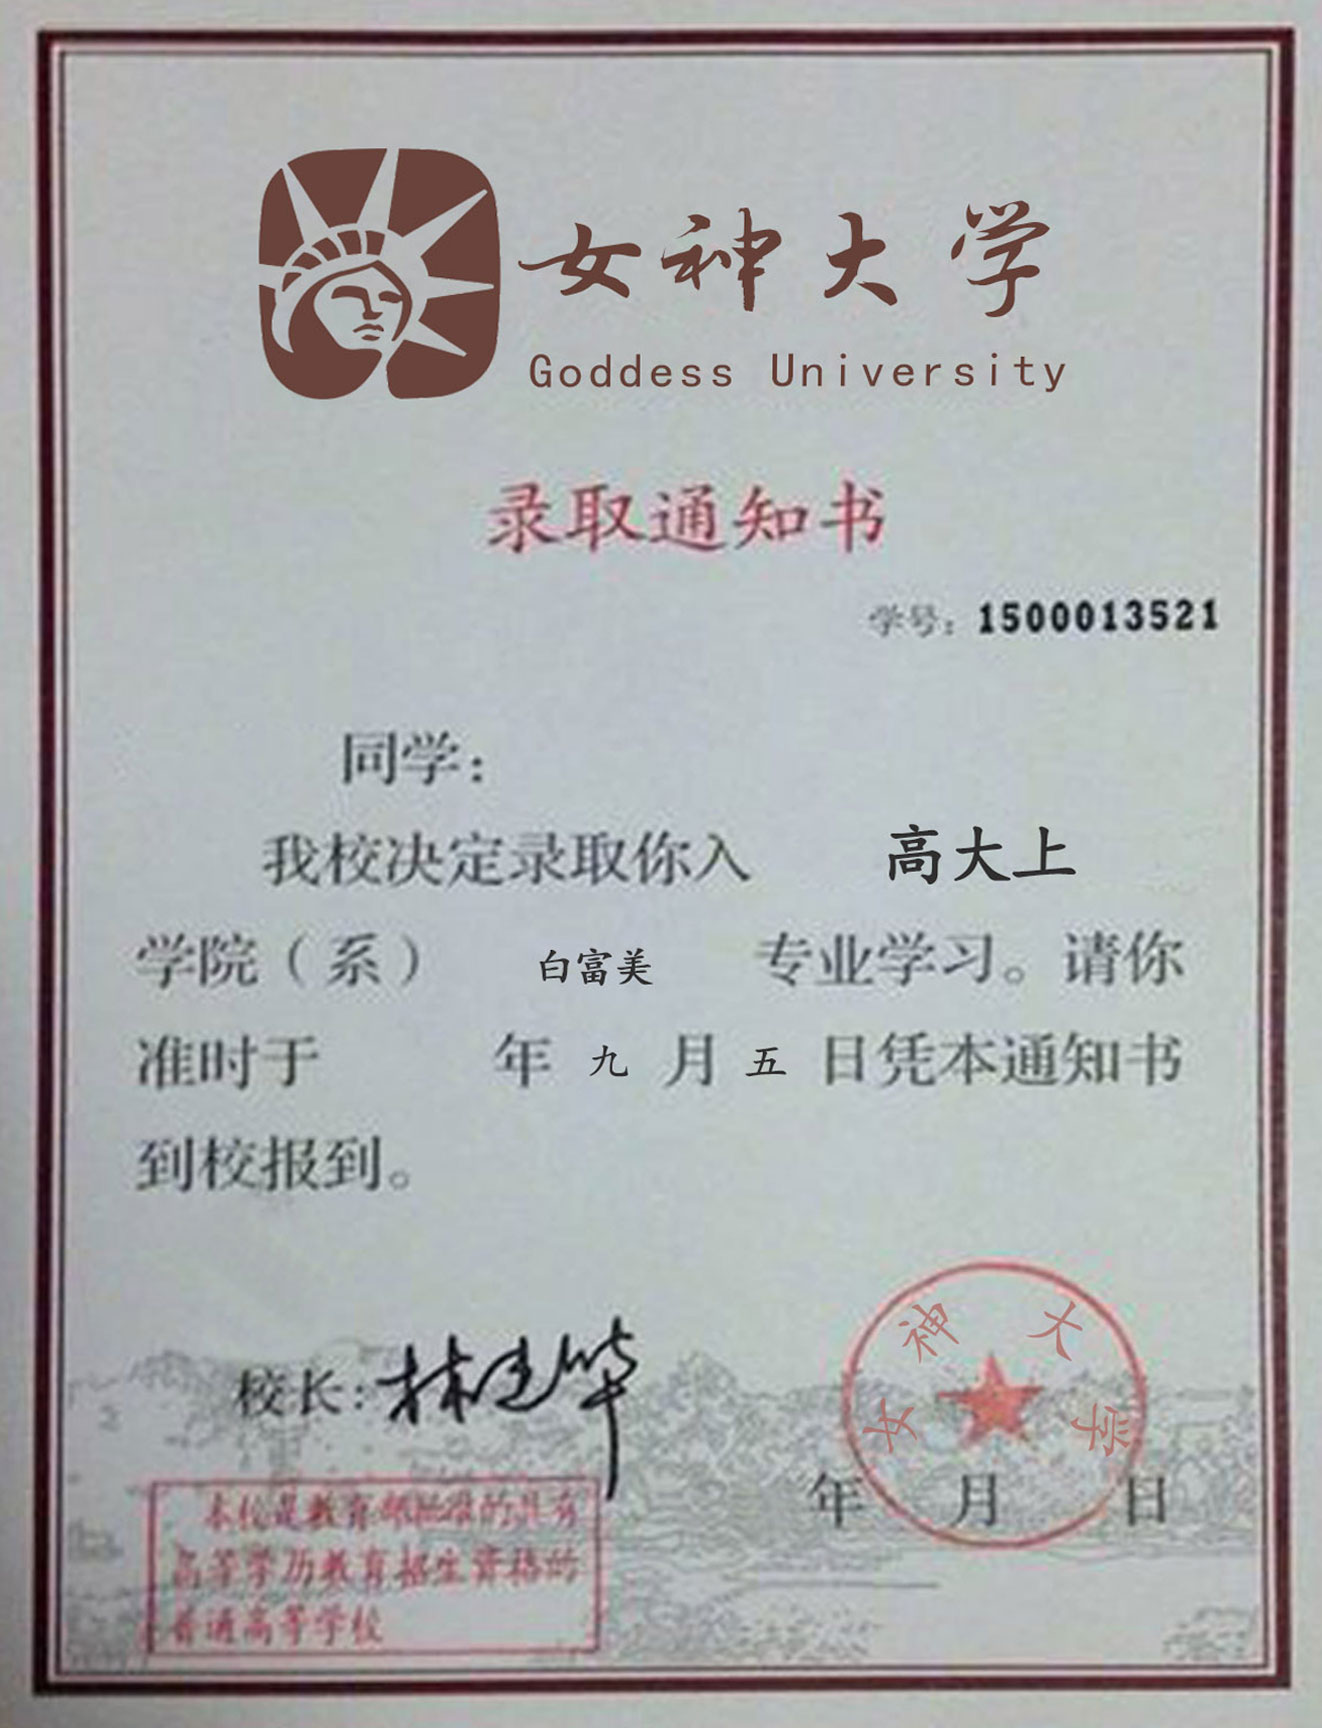 女神大学
Goddess University
录取通知书
学号：1500013521
同学：
我校决定录取你入 高大上
学院（系） 白富美 专业学习。请你
准时于 年 九 月 五 日凭本通知书
到校报到。
校长：林建华
女神大学
年 月 日
本校是教育部批准的具有
高等学历教育招生资格的
普通高等学校